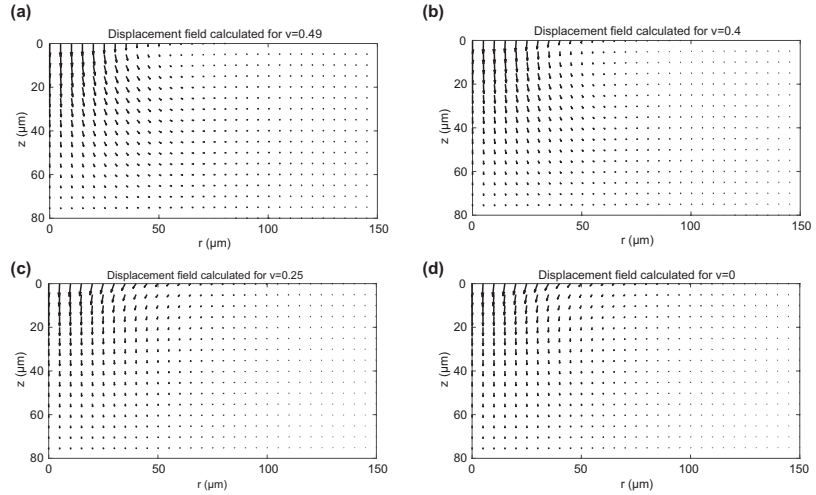 (a)
Displacement field calculated for v=0.49
0
20
40
60
80
z (µm)
0
50
100
150
r (µm)
(b)
Displacement field calculated for v=0.4
0
20
40
60
80
z (µm)
0
50
100
150
r (µm)
(c)
Displacement field calculated for v=0.25
0
20
40
60
80
z (µm)
0
50
100
150
r (µm)
(d)
Displacement field calculated for v=0
0
20
40
60
80
z (µm)
0
50
100
150
r (µm)